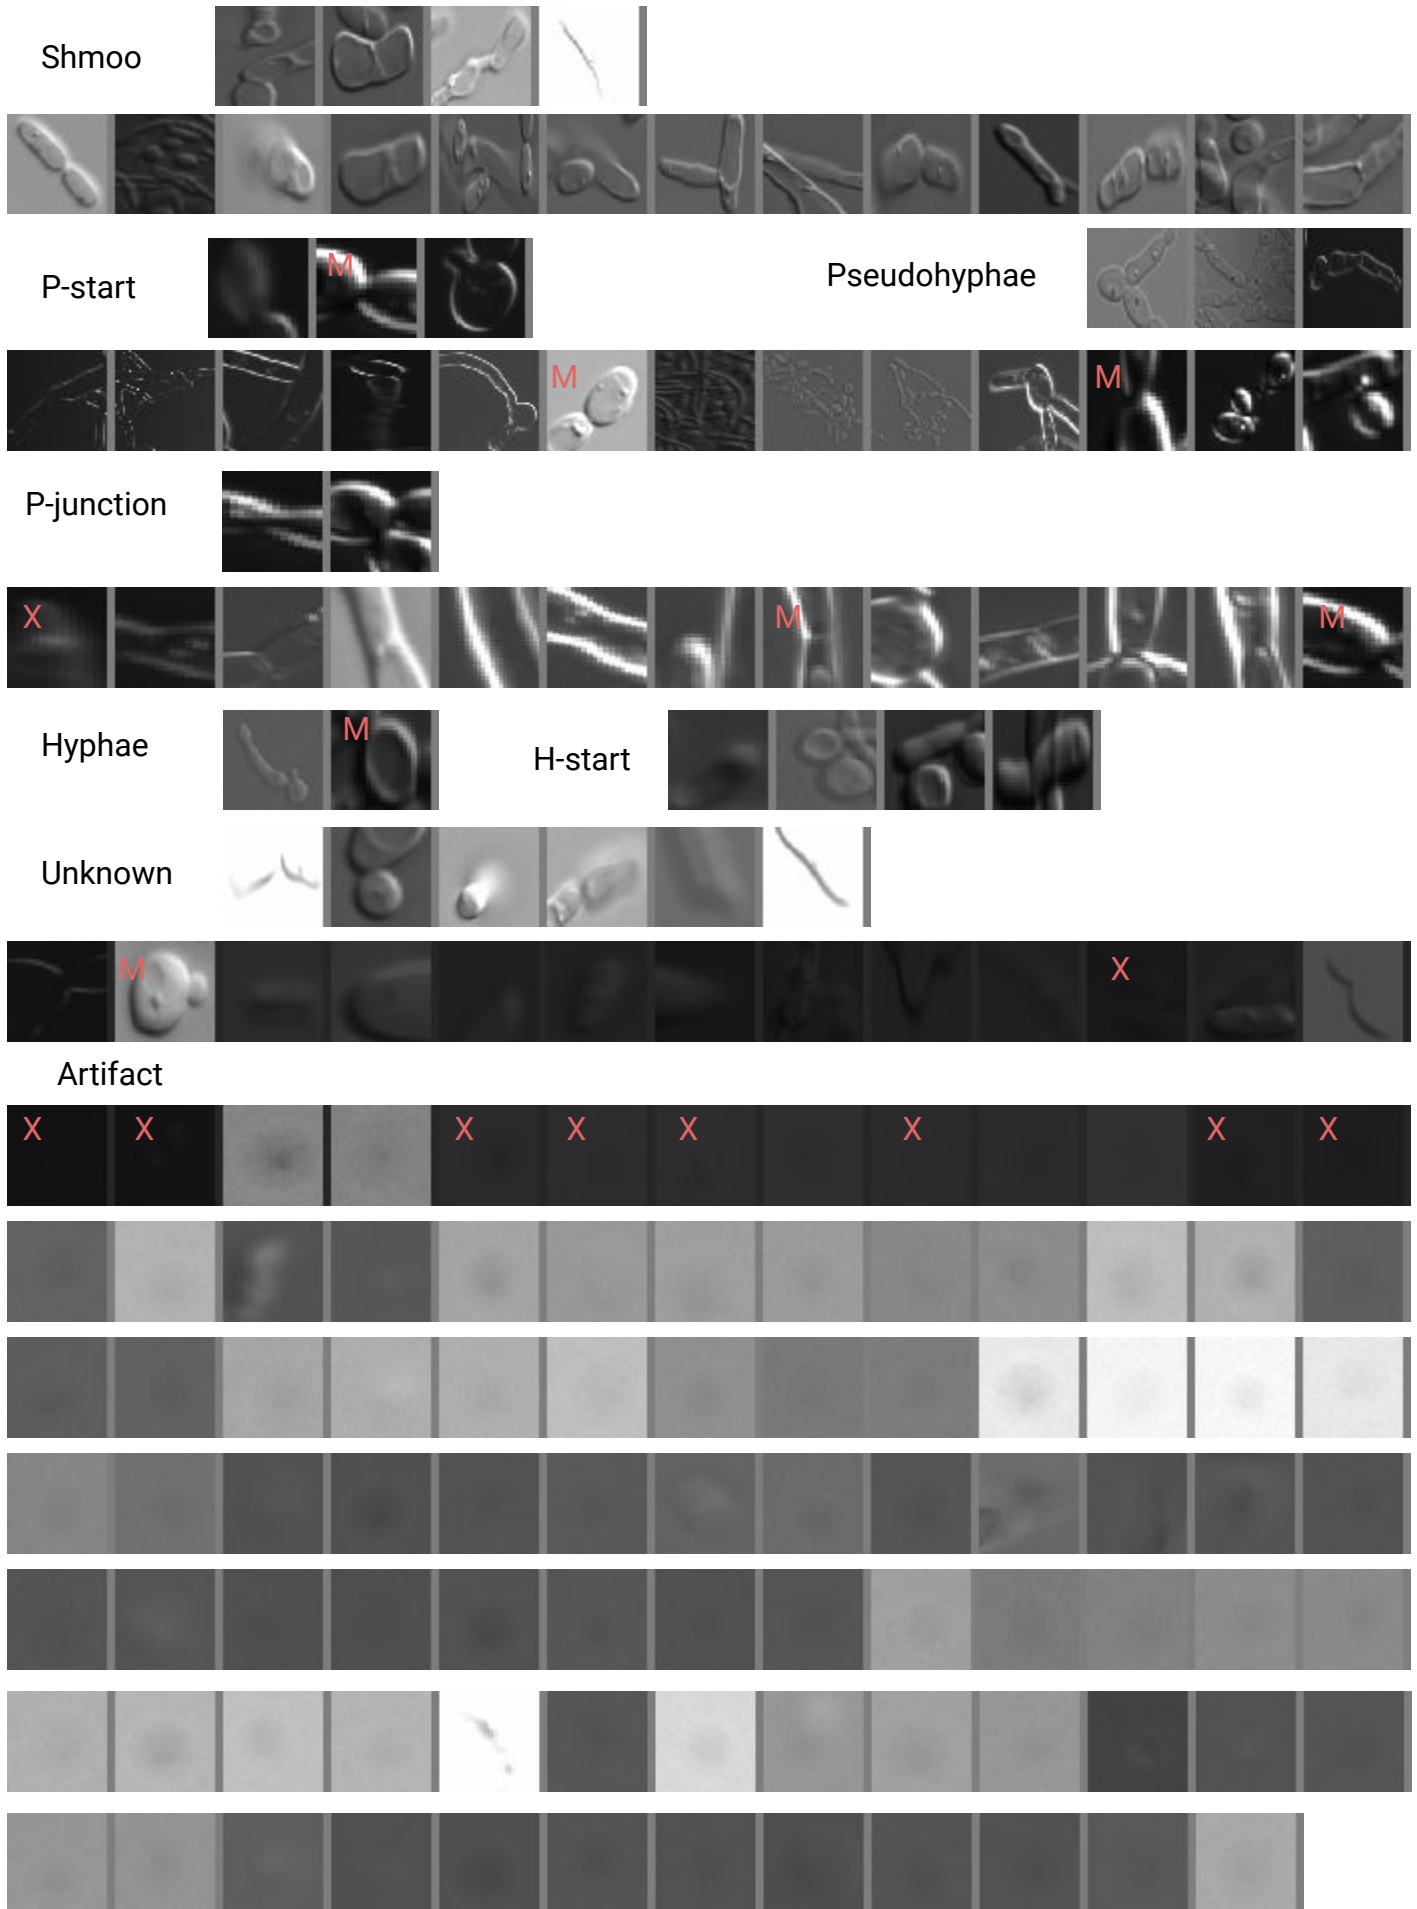 Shmoo
P-start
M
Pseudohyphae
M
M
P-junction
X
M
M
Hyphae
M
H-start
Unknown
M
X
Artifact
X X X X X X X X